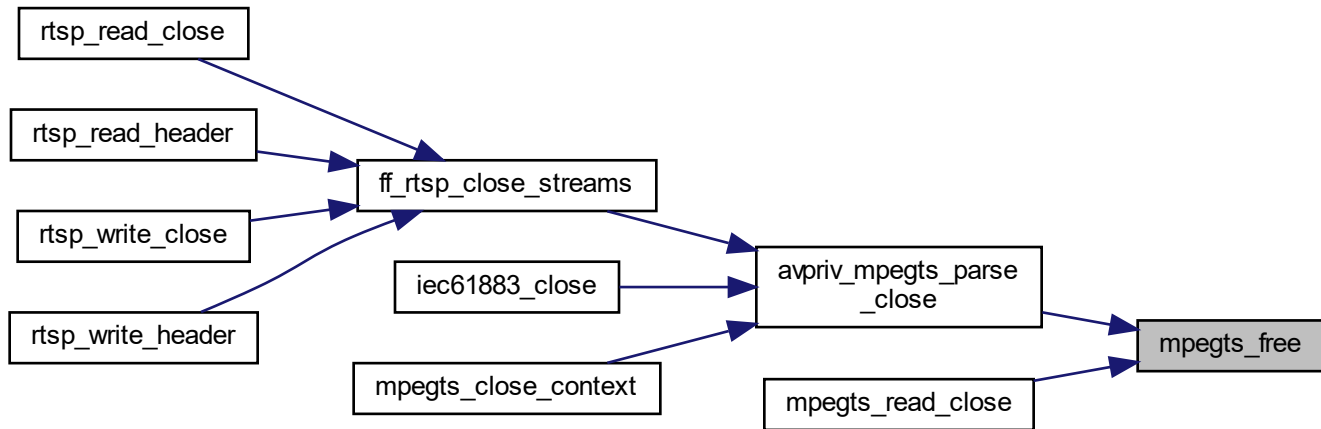 rtsp_read_close
rtsp_read_header
ff_rtsp_close_streams
rtsp_write_close
avpriv_mpegts_parse
_close
iec61883_close
rtsp_write_header
mpegts_free
mpegts_close_context
mpegts_read_close